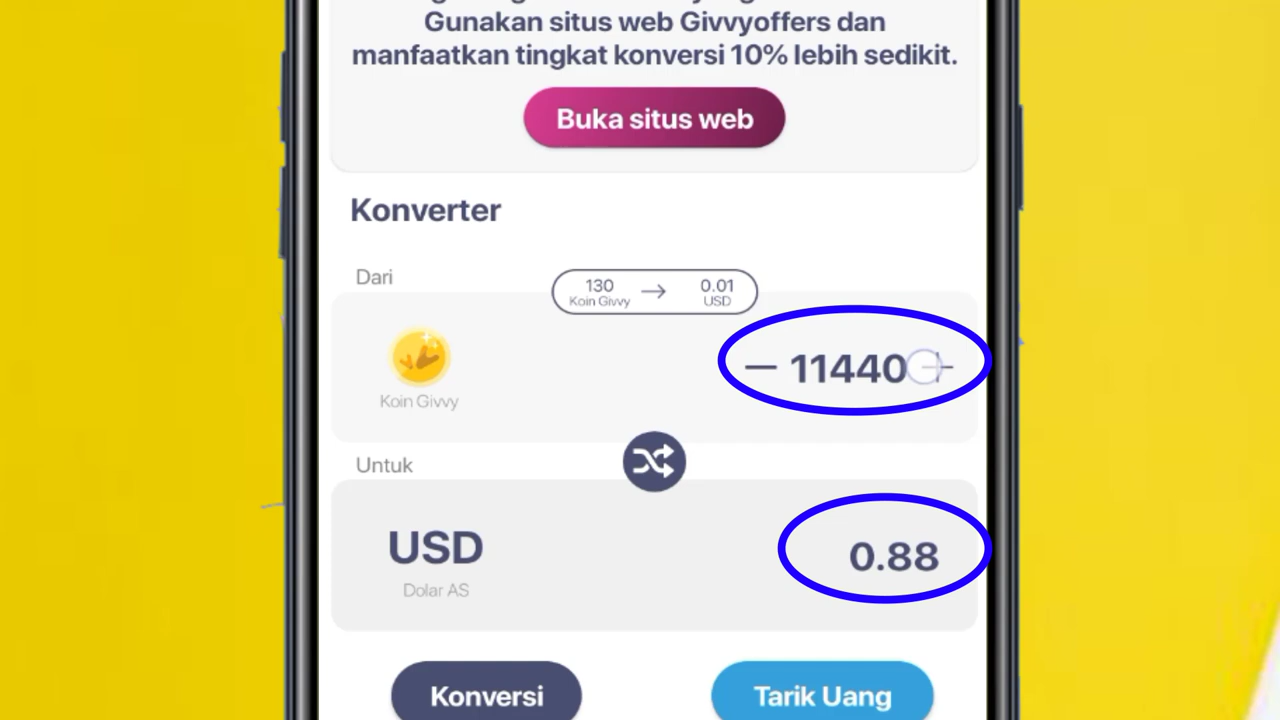 Gunakan situs web Givvyoffers dan
manfaatkan tingkat konversi 10% lebih sedikit.
Buka situs web
Konverter
Dari
130 → 0.01
Koin Givvy USD
— 11440 +
Koin Givvy
Untuk
USD
0.88
Dolar AS
Konversi
Tarik Uang